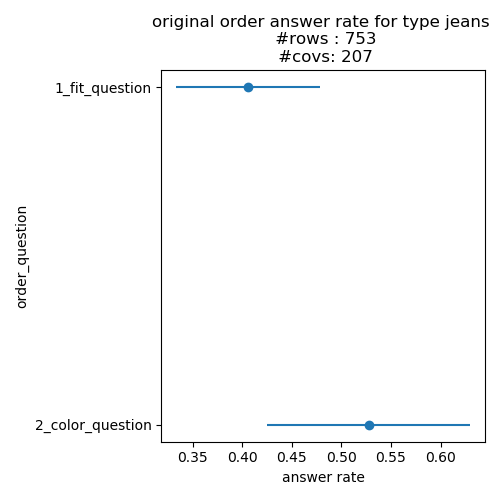 original order answer rate for type jeans
#rows : 753
#covs: 207
1_fit_question
order_question
2_color_question
0.35 0.40 0.45 0.50 0.55 0.60
answer rate